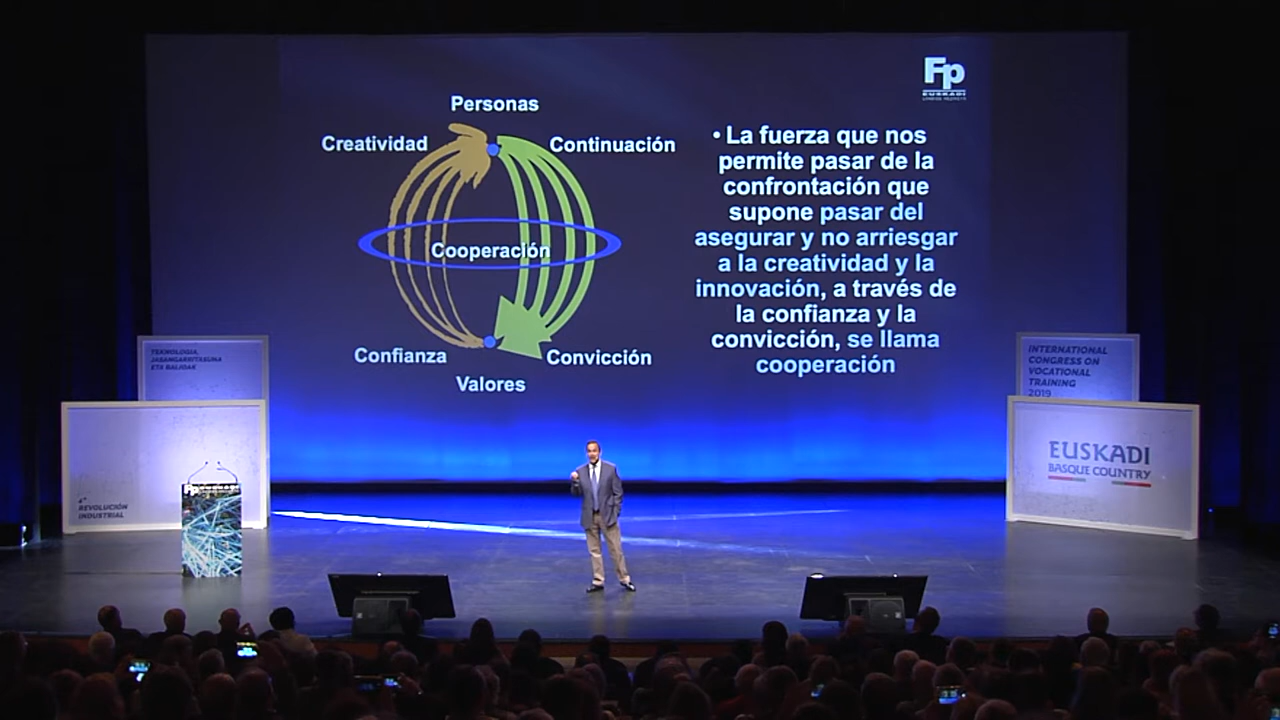 Fp
EUSKADI
Personas
Creatividad
Continuación
Cooperación
Confianza
Convicción
Valores
• La fuerza que nos
permite pasar de la
confrontación que
supone pasar del
asegurar y no arriesgar
a la creatividad y la
innovación, a través de
la confianza y la
convicción, se llama
cooperación
TEKNOLOGIA,
JASANGARRITASUNA
ETA BALIOAK
4ª
REVOLUCIÓN
INDUSTRIAL
Fp
INTERNATIONAL
CONGRESS ON
VOCATIONAL
TRAINING
2019
EUSKADI
BASQUE COUNTRY